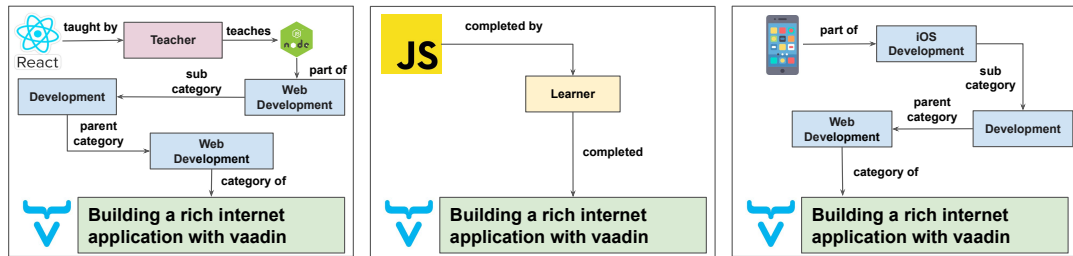 taught by
Teacher
teaches
React
node
part of
sub
category
Development
Web
Development
parent
category
Web
Development
category of
Building a rich internet
application with vaadin
JS
completed by
Learner
completed
Building a rich internet
application with vaadin
part of
iOS
Development
sub
category
Web
Development
parent
category
Development
category of
Building a rich internet
application with vaadin